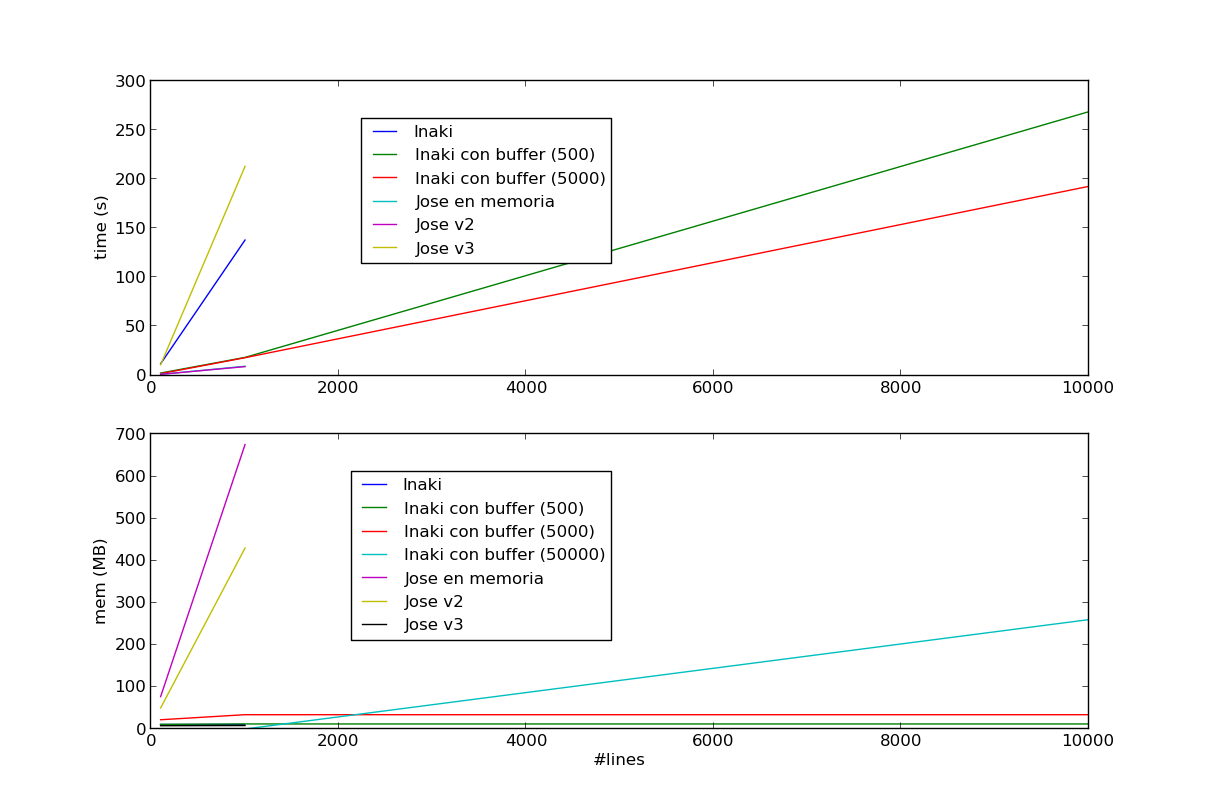 300
250
200
150
100
50
0
time (s)
Inaki
Inaki con buffer (500)
Inaki con buffer (5000)
Jose en memoria
Jose v2
Jose v3
0 2000 4000 6000 8000 10000
700
600
500
400
300
200
100
0
mem (MB)
Inaki
Inaki con buffer (500)
Inaki con buffer (5000)
Inaki con buffer (50000)
Jose en memoria
Jose v2
Jose v3
0 2000 4000 6000 8000 10000
#lines